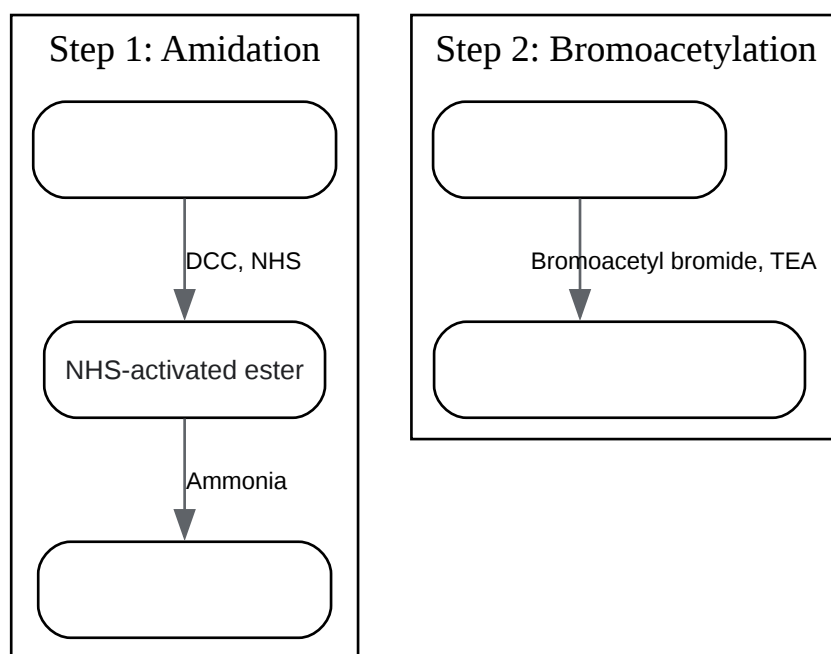 Step 1: Amidation
DCC, NHS
NHS-activated ester
Ammonia
Step 2: Bromoacetylation
Bromoacetyl bromide, TEA